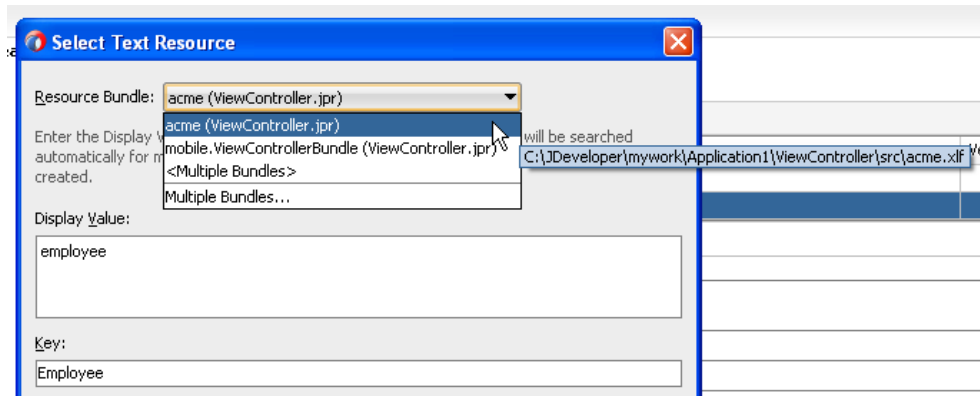 Select Text Resource
Resource Bundle: acme (ViewController.jpr)
acme (ViewController.jpr)
Enter the Display will be searched
mobile.ViewControllerBundle (ViewController.jpr)
automatically for
C:\JDeveloper\mywork\Application1\ViewController\src\acme.xlf
<Multiple Bundles>
created.
Multiple Bundles...
Display Value:
employee
Key:
Employee